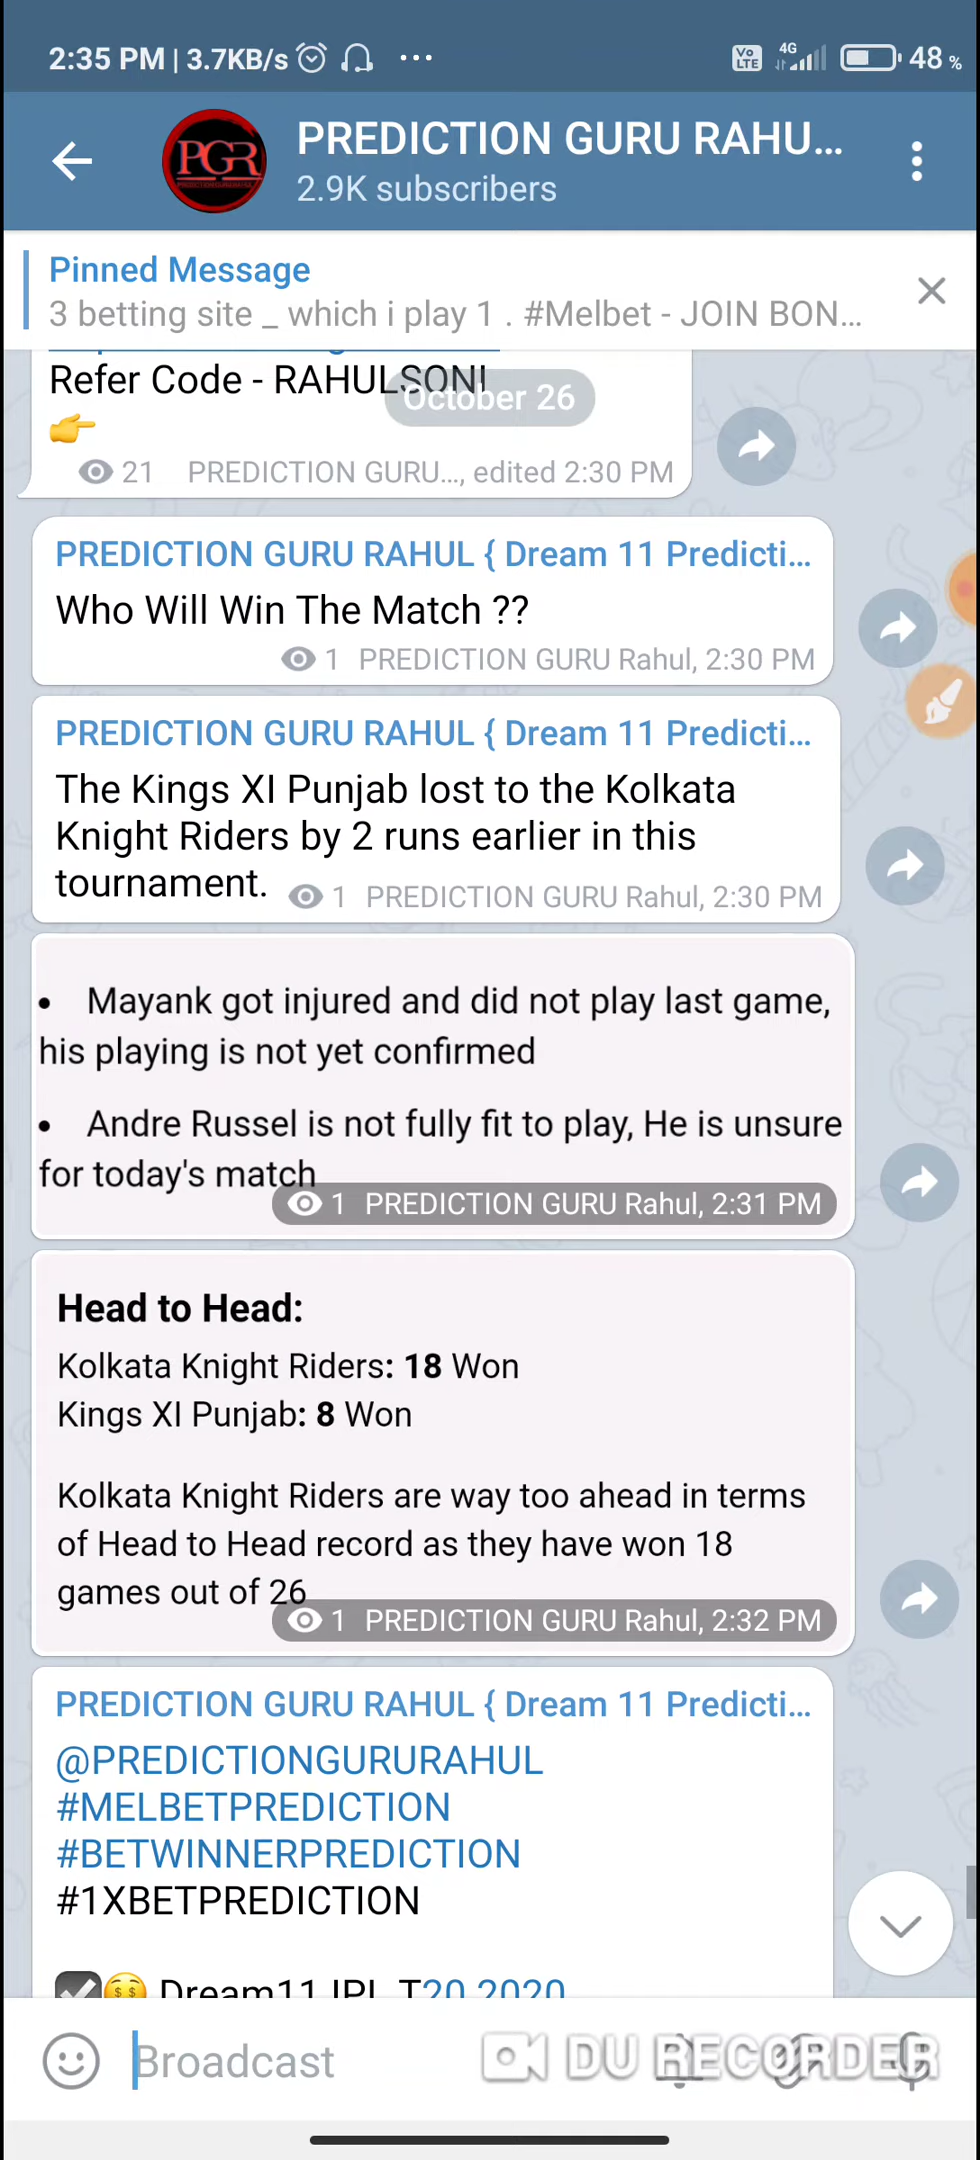 2:35 PM | 3.7KB/s ...
Vo LTE 4G 48 %
PGR
PREDICTION GURU RAHU...
2.9K subscribers
Pinned Message
3 betting site _ which i play 1 . #Melbet - JOIN BON...
Refer Code - RAHULSONI
October 26
👉
21 PREDICTION GURU..., edited 2:30 PM
PREDICTION GURU RAHUL { Dream 11 Predicti...
Who Will Win The Match ??
1 PREDICTION GURU Rahul, 2:30 PM
PREDICTION GURU RAHUL { Dream 11 Predicti...
The Kings XI Punjab lost to the Kolkata
Knight Riders by 2 runs earlier in this
tournament.
1 PREDICTION GURU Rahul, 2:30 PM
• Mayank got injured and did not play last game,
his playing is not yet confirmed
• Andre Russel is not fully fit to play, He is unsure
for today's match
1 PREDICTION GURU Rahul, 2:31 PM
Head to Head:
Kolkata Knight Riders: 18 Won
Kings XI Punjab: 8 Won
Kolkata Knight Riders are way too ahead in terms
of Head to Head record as they have won 18
games out of 26
1 PREDICTION GURU Rahul, 2:32 PM
PREDICTION GURU RAHUL { Dream 11 Predicti...
@PREDICTIONGURURAHUL
#MELBETPREDICTION
#BETWINNERPREDICTION
#1XBETPREDICTION
Dream11 IPL T20 2020
Broadcast
DU RECORDER